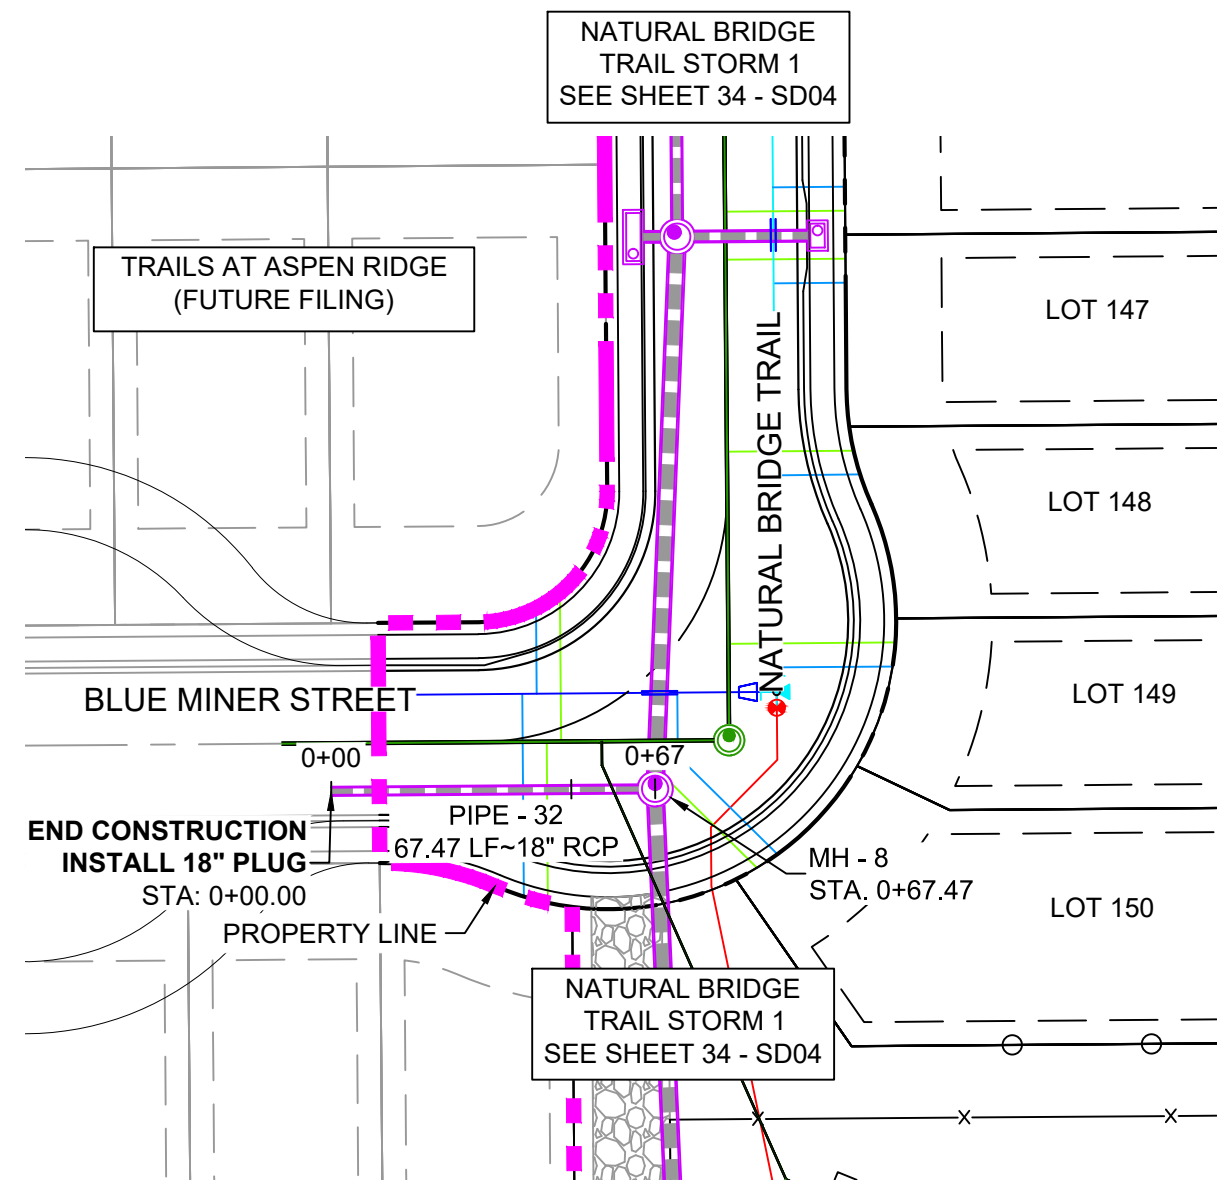 NATURAL BRIDGE
TRAIL STORM 1
SEE SHEET 34 - SD04
TRAILS AT ASPEN RIDGE
(FUTURE FILING)
LOT 147
NATURAL BRIDGE TRAIL
LOT 148
LOT 149
BLUE MINER STREET
0+00
0+67
PIPE - 32
67.47 LF~18" RCP
END CONSTRUCTION
INSTALL 18" PLUG
STA: 0+00.00
MH - 8
STA. 0+67.47
LOT 150
PROPERTY LINE
NATURAL BRIDGE
TRAIL STORM 1
SEE SHEET 34 - SD04
X X X